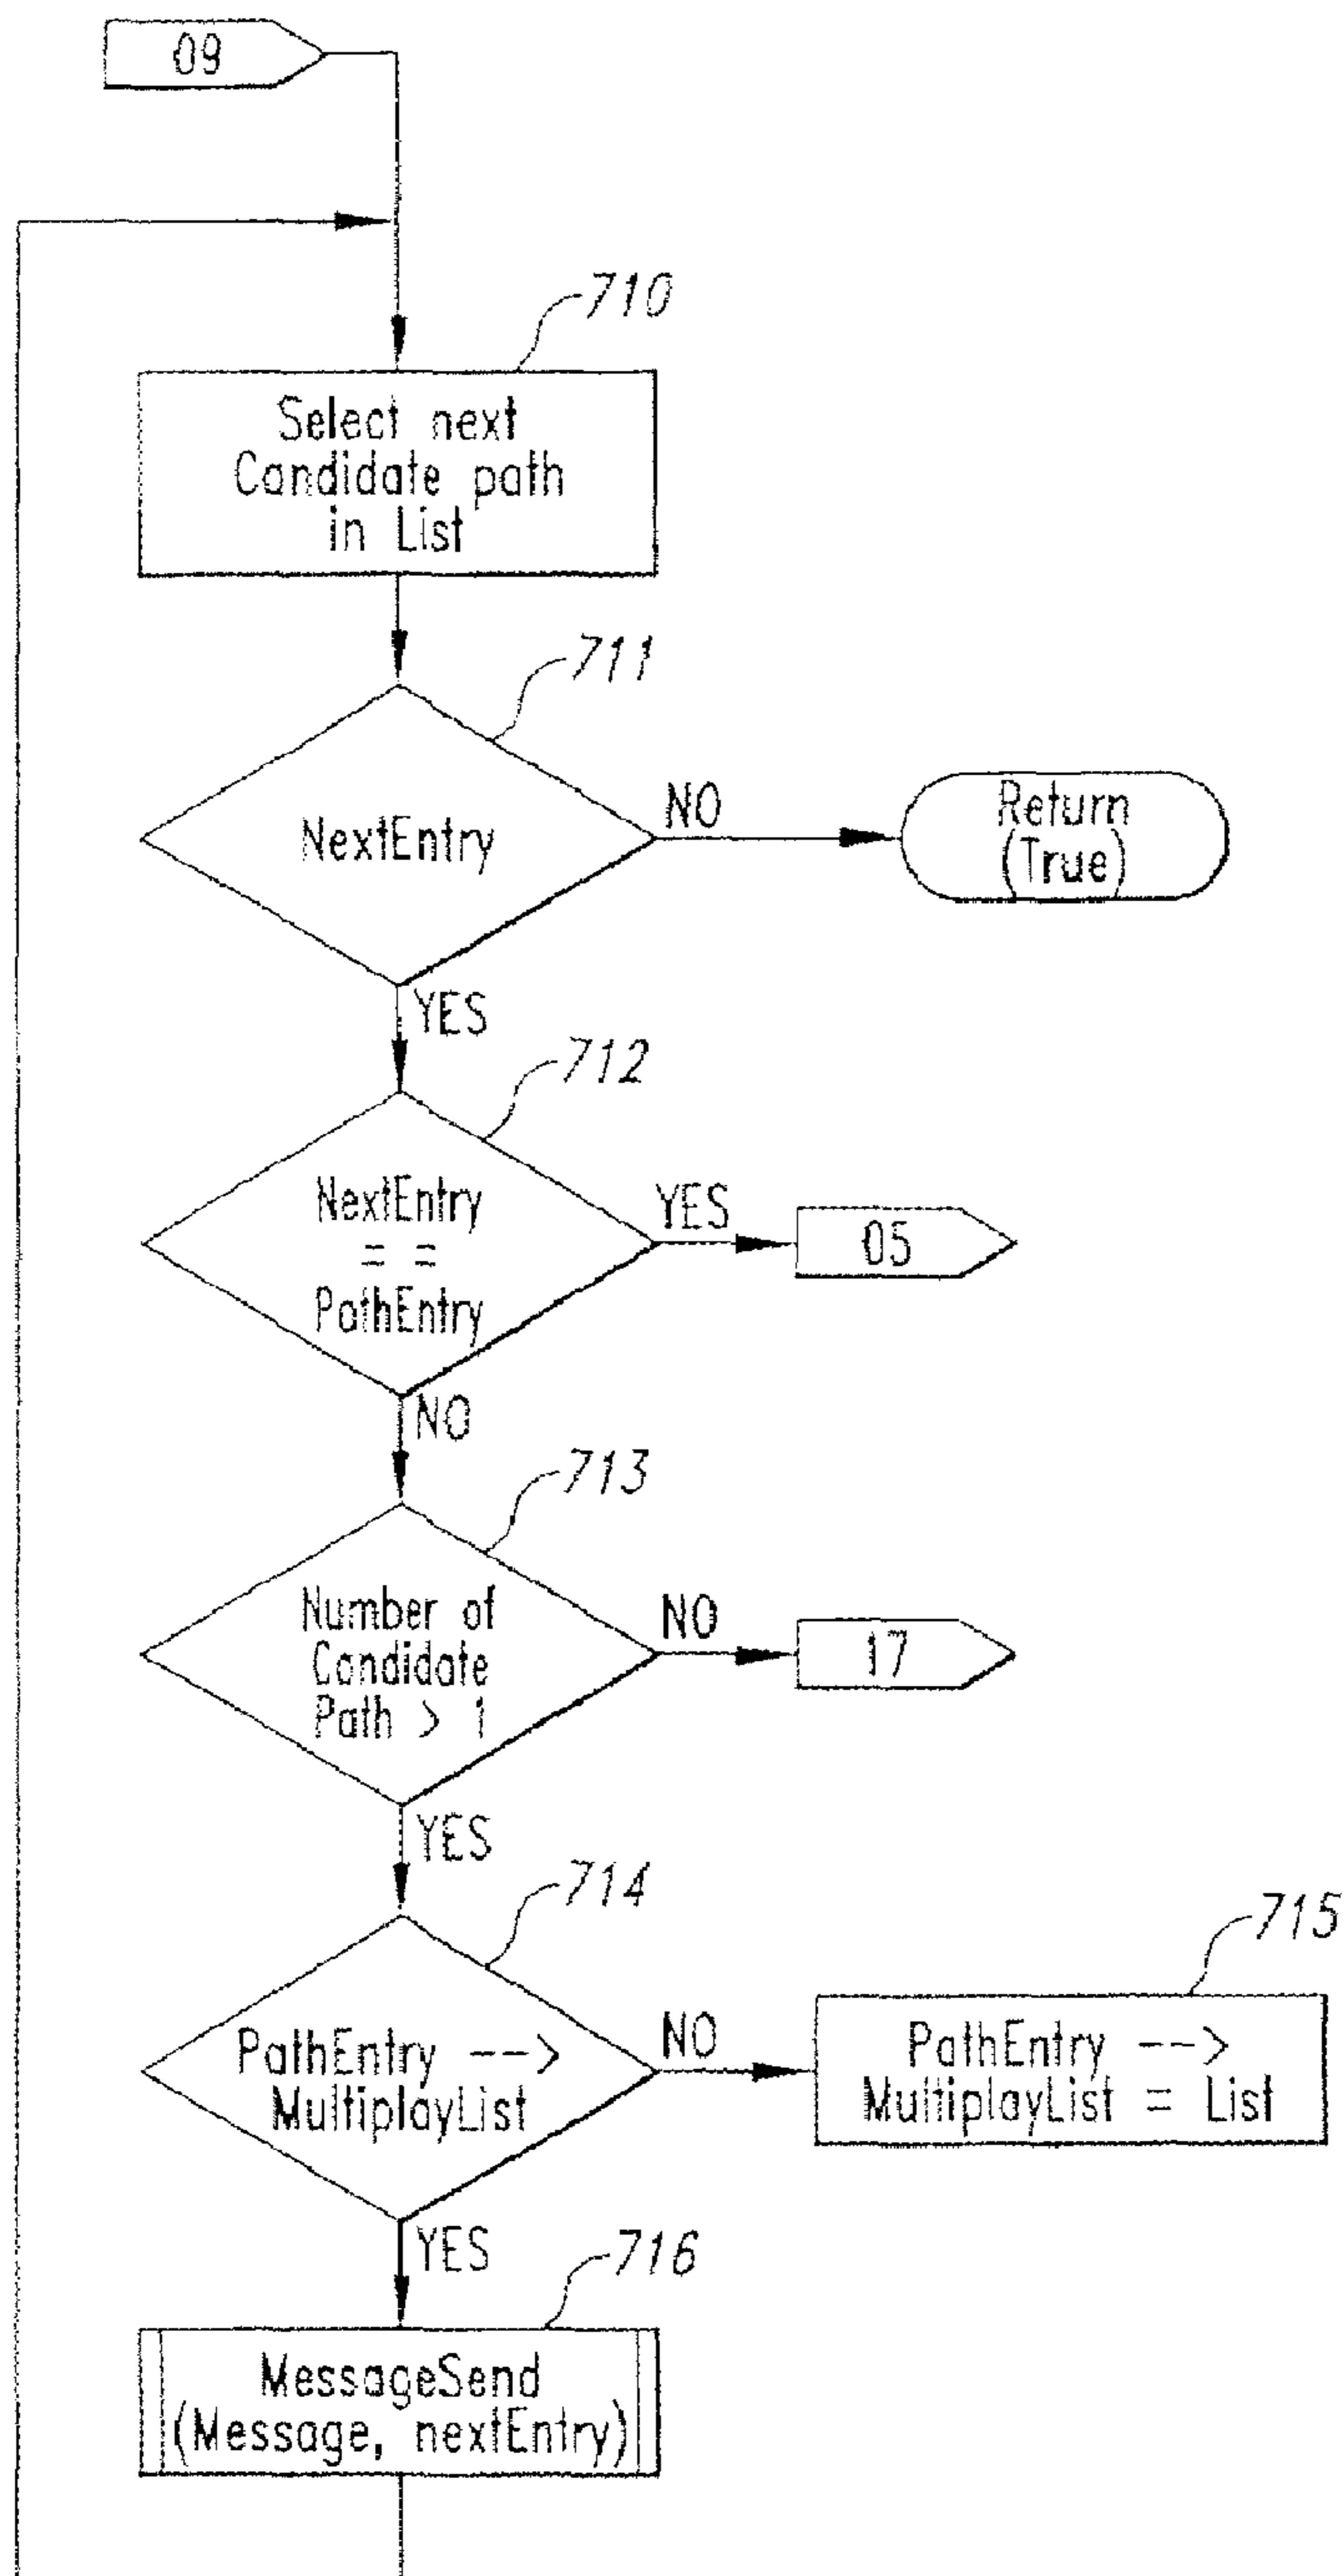 09
710
Select next
Candidate path
in List
711
NextEntry
NO
Return
(True)
YES
712
NextEntry
= =
PathEntry
YES
05
NO
713
Number of
Candidate
Path > 1
NO
17
YES
714
PathEntry -->
MultiplayList
NO
715
PathEntry -->
MultiplayList = List
YES
716
MessageSend
(Message, nextEntry)